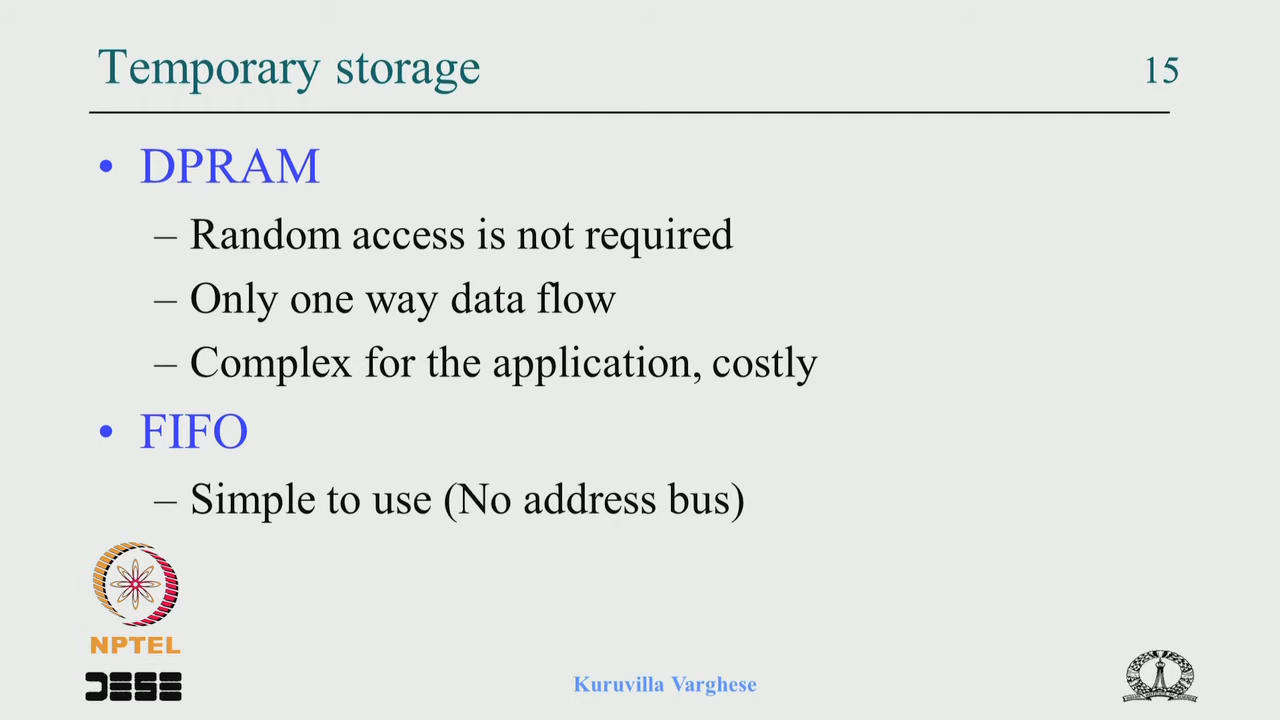 Temporary storage
15
• DPRAM
– Random access is not required
– Only one way data flow
– Complex for the application, costly
• FIFO
– Simple to use (No address bus)
NPTEL
DESE
Kuruvilla Varghese